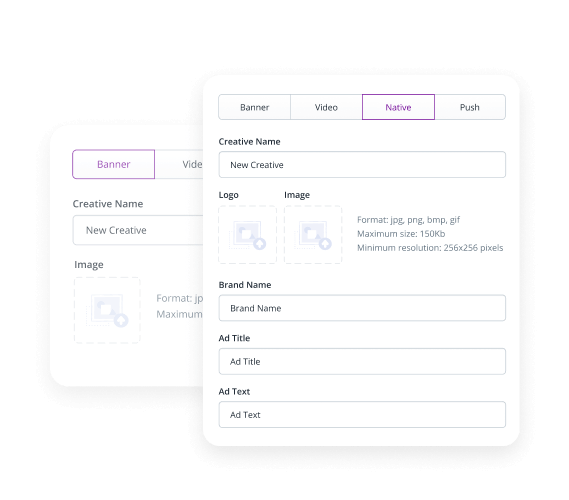 Banner Video Native Push
Creative Name
New Creative
Logo Image
Format: jpg, png, bmp, gif
Maximum size: 150Kb
Minimum resolution: 256x256 pixels
Brand Name
Brand Name
Ad Title
Ad Title
Ad Text
Ad Text
Banner Vide
Creative Name
New Creative
Image
Format: jp
Maximum